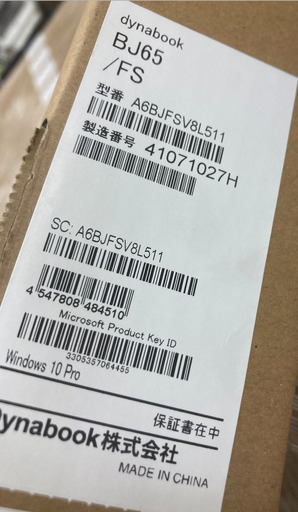 dynabook
BJ65
/FS
型番 A6BJFSV8L511
製造番号 41071027H
SC: A6BJFSV8L511
4 547808 484510
Microsoft Product Key ID
3305357064455
Windows 10 Pro
保証書在中
Dynabook株式会社
MADE IN CHINA